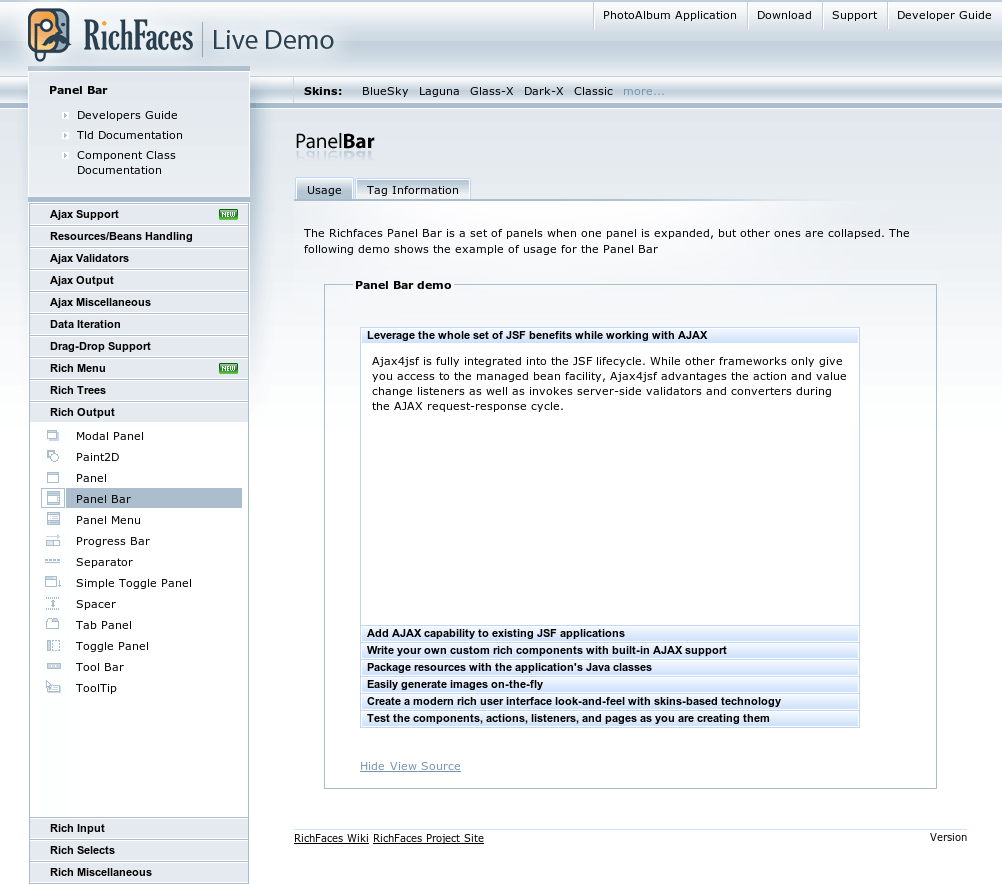 PhotoAlbum Application Download Support Developer Guide
RichFaces Live Demo
Skins: BlueSky Laguna Glass-X Dark-X Classic more...
Panel Bar
Developers Guide
Tld Documentation
Component Class
Documentation
Ajax Support NEW
Resources/Beans Handling
Ajax Validators
Ajax Output
Ajax Miscellaneous
Data Iteration
Drag-Drop Support
Rich Menu NEW
Rich Trees
Rich Output
Modal Panel
Paint2D
Panel
Panel Bar
Panel Menu
Progress Bar
Separator
Simple Toggle Panel
Spacer
Tab Panel
Toggle Panel
Tool Bar
ToolTip
Rich Input
Rich Selects
Rich Miscellaneous
PanelBar
Usage Tag Information
The Richfaces Panel Bar is a set of panels when one panel is expanded, but other ones are collapsed. The
following demo shows the example of usage for the Panel Bar
Panel Bar demo
Leverage the whole set of JSF benefits while working with AJAX
Ajax4jsf is fully integrated into the JSF lifecycle. While other frameworks only give
you access to the managed bean facility, Ajax4jsf advantages the action and value
change listeners as well as invokes server-side validators and converters during
the AJAX request-response cycle.
Add AJAX capability to existing JSF applications
Write your own custom rich components with built-in AJAX support
Package resources with the application's Java classes
Easily generate images on-the-fly
Create a modern rich user interface look-and-feel with skins-based technology
Test the components, actions, listeners, and pages as you are creating them
Hide View Source
RichFaces Wiki RichFaces Project Site Version